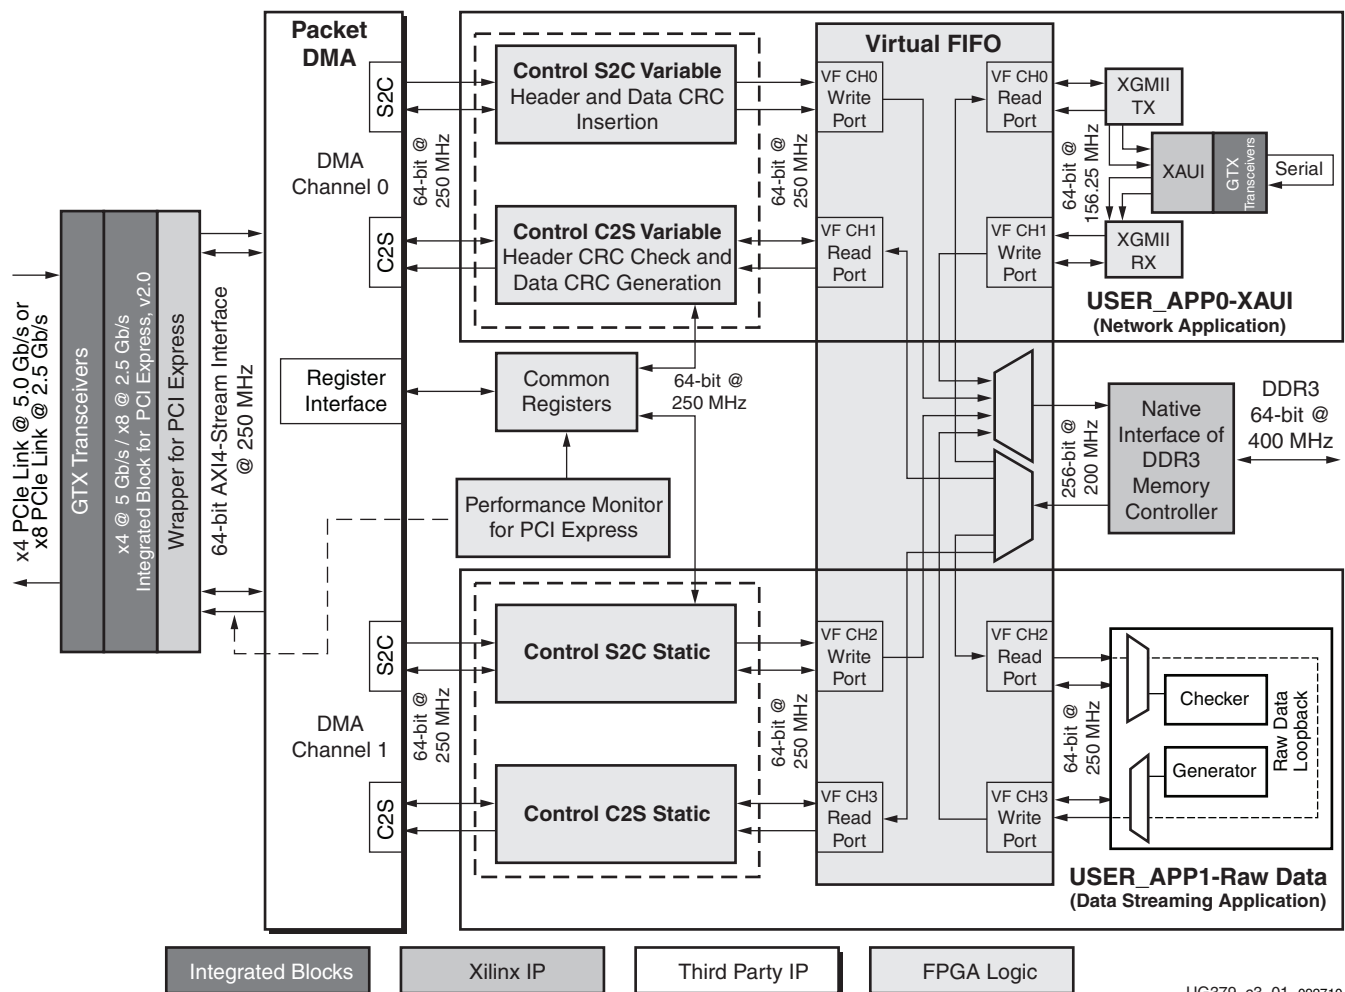 Packet
DMA
S2C
DMA
Channel 0
C2S
Register
Interface
S2C
DMA
Channel 1
C2S
x4 PCIe Link @ 5.0 Gb/s or
x8 PCIe Link @ 2.5 Gb/s
GTX Transceivers
x4 @ 5 Gb/s / x8 @ 2.5 Gb/s
Integrated Block for PCI Express, v2.0
Wrapper for PCI Express
64-bit AXI4-Stream Interface
@ 250 MHz
64-bit @
250 MHz
Control S2C Variable
Header and Data CRC
Insertion
Control C2S Variable
Header CRC Check and
Data CRC Generation
64-bit @
250 MHz
Virtual FIFO
VF CH0
Write
Port
VF CH0
Read
Port
VF CH1
Read
Port
VF CH1
Write
Port
64-bit @
156.25 MHz
XGMII
TX
XAUI
GTX
Transceivers
Serial
XGMII
RX
USER_APP0-XAUI
(Network Application)
Common
Registers
64-bit @
250 MHz
Performance Monitor
for PCI Express
256-bit @
200 MHz
Native
Interface of
DDR3
Memory
Controller
DDR3
64-bit @
400 MHz
64-bit @
250 MHz
Control S2C Static
Control C2S Static
64-bit @
250 MHz
VF CH2
Write
Port
VF CH2
Read
Port
VF CH3
Read
Port
VF CH3
Write
Port
64-bit @
250 MHz
Checker
Generator
Raw Data
Loopback
USER_APP1-Raw Data
(Data Streaming Application)
Integrated Blocks
Xilinx IP
Third Party IP
FPGA Logic